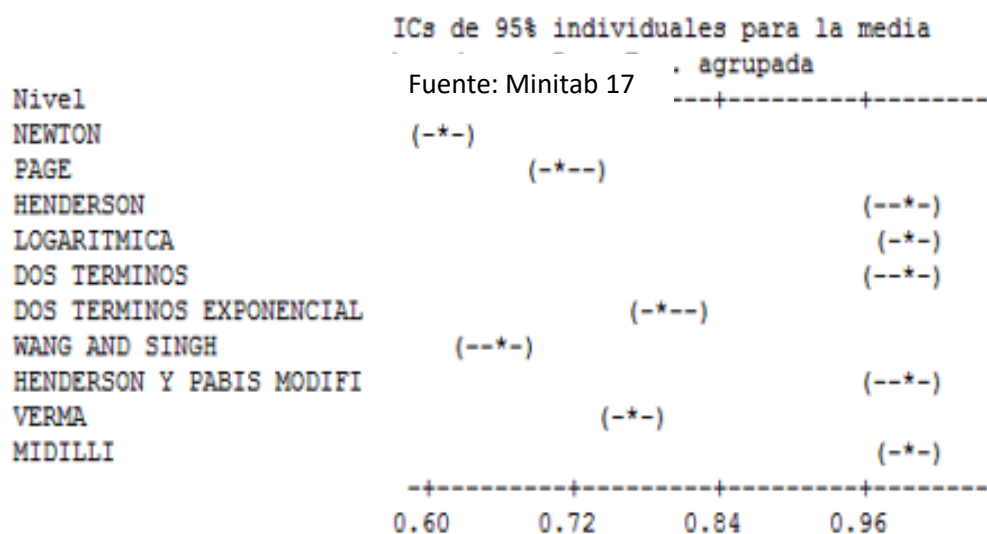 ICs de 95% individuales para la media
. agrupada
Fuente: Minitab 17
Nivel ---+---------+--------
NEWTON (-*-)
PAGE (-*--)
HENDERSON (--*-)
LOGARITMICA (-*-)
DOS TERMINOS (--*-)
DOS TERMINOS EXPONENCIAL (-*--)
WANG AND SINGH (--*-)
HENDERSON Y PABIS MODIFI (--*-)
VERMA (-*-)
MIDILLI (-*-)
-+---------+---------+---------+--------
0.60 0.72 0.84 0.96